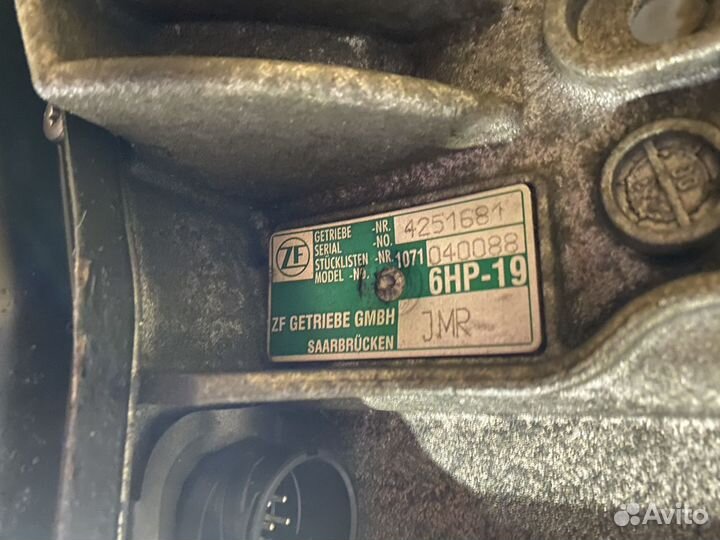 ZF
GETRIEBE -NR. 4251681
SERIAL -NO.
STÜCKLISTEN -NR. 1071 040088
MODEL -NO.
6HP-19
ZF GETRIEBE GMBH JMR
SAARBRÜCKEN
Avito